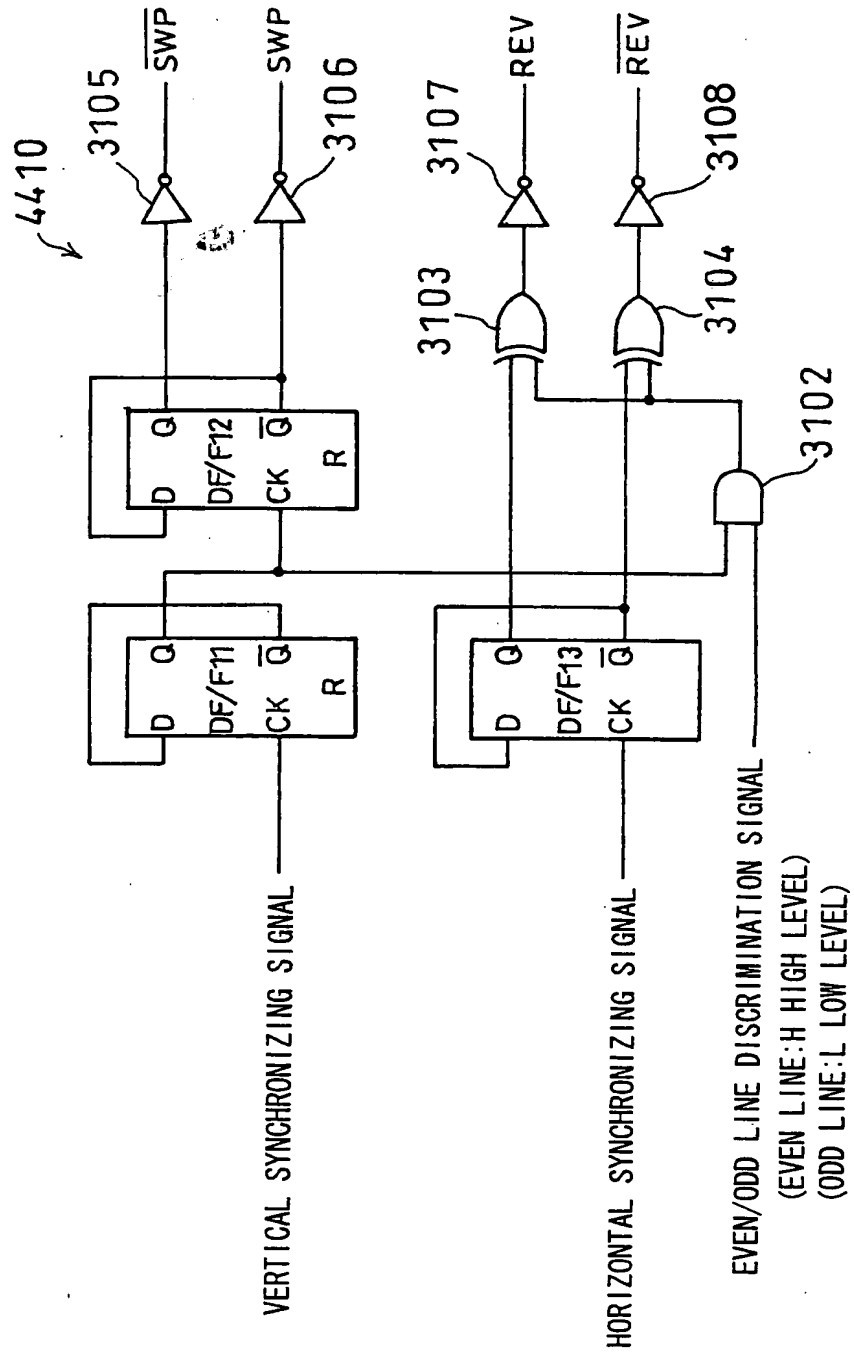 4410
3105
S̅W̅P̅
SWP
3106
D
Q
DF/F11
CK
Q̅
R
D
Q
DF/F12
CK
Q̅
R
VERTICAL SYNCHRONIZING SIGNAL
3103
3107
REV
R̅E̅V̅
3108
3104
D
Q
DF/F13
CK
Q̅
HORIZONTAL SYNCHRONIZING SIGNAL
3102
EVEN/ODD LINE DISCRIMINATION SIGNAL
(EVEN LINE:H HIGH LEVEL)
(ODD LINE:L LOW LEVEL)